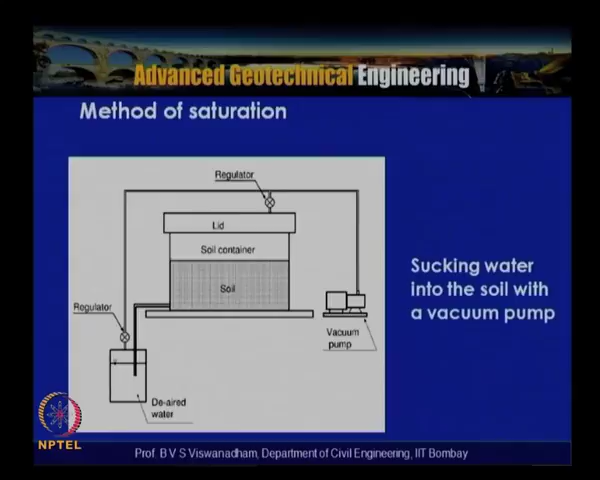 Advanced Geotechnical Engineering
Method of saturation
Regulator
Lid
Soil container
Soil
Regulator
Vacuum
pump
De-aired
water
Sucking water
into the soil with
a vacuum pump
NPTEL
Prof. B V S Viswanadham, Department of Civil Engineering, IIT Bombay